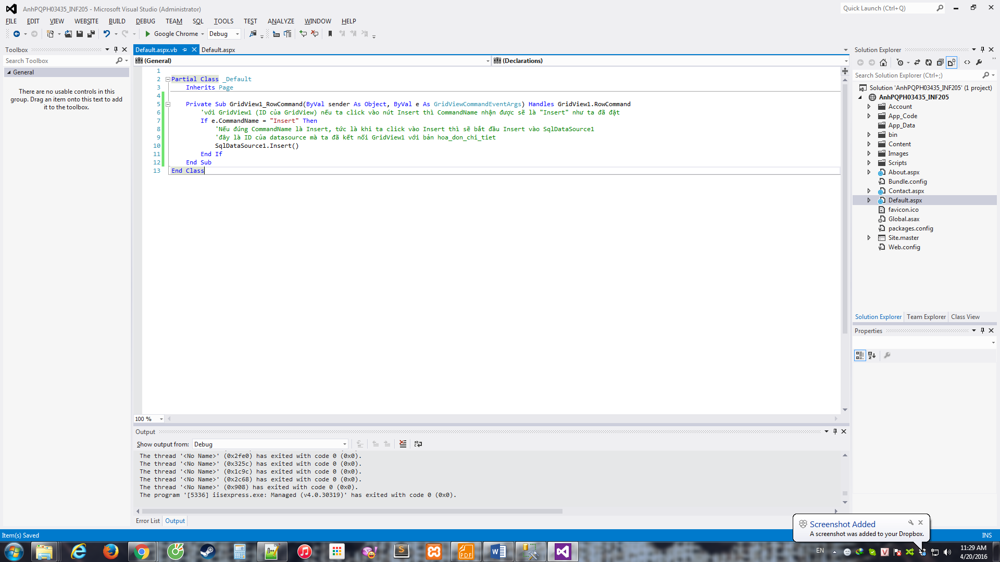 AnhPQPH03435_INF205 - Microsoft Visual Studio (Administrator)
Quick Launch (Ctrl+Q)
FILE EDIT VIEW WEBSITE BUILD DEBUG TEAM SQL TOOLS TEST ANALYZE WINDOW HELP
Google Chrome Debug
Toolbox
Search Toolbox
General
There are no usable controls in this
group. Drag an item onto this text to add
it to the toolbox.
Default.aspx.vb Default.aspx
(General) (Declarations)
1
2 Partial Class _Default
3 Inherits Page
4
5 Private Sub GridView1_RowCommand(ByVal sender As Object, ByVal e As GridViewCommandEventArgs) Handles GridView1.RowCommand
6 'với GridView1 (ID của GridView) nếu ta click vào nút Insert thì CommandName nhận được sẽ là "Insert" như ta đã đặt
7 If e.CommandName = "Insert" Then
8 'Nếu đúng CommandName là Insert, tức là khi ta click vào Insert thì sẽ bắt đầu Insert vào SqlDataSource1
9 'đây là ID của datasource mà ta đã kết nối GridView1 với bản hoa_don_chi_tiet
10 SqlDataSource1.Insert()
11 End If
12 End Sub
13 End Class
100 %
Output
Show output from: Debug
The thread '<No Name>' (0x2fe0) has exited with code 0 (0x0).
The thread '<No Name>' (0x325c) has exited with code 0 (0x0).
The thread '<No Name>' (0x1c9c) has exited with code 0 (0x0).
The thread '<No Name>' (0x2c68) has exited with code 0 (0x0).
The thread '<No Name>' (0x908) has exited with code 0 (0x0).
The program '[5336] iisexpress.exe: Managed (v4.0.30319)' has exited with code 0 (0x0).
Error List Output
Solution Explorer
Search Solution Explorer (Ctrl+;)
Solution 'AnhPQPH03435_INF205' (1 project)
AnhPQPH03435_INF205
Account
App_Code
App_Data
bin
Content
Images
Scripts
About.aspx
Bundle.config
Contact.aspx
Default.aspx
favicon.ico
Global.asax
packages.config
Site.master
Web.config
Solution Explorer Team Explorer Class View
Properties
Screenshot Added
A screenshot was added to your Dropbox.
Item(s) Saved
INS
EN
11:29 AM
4/20/2016